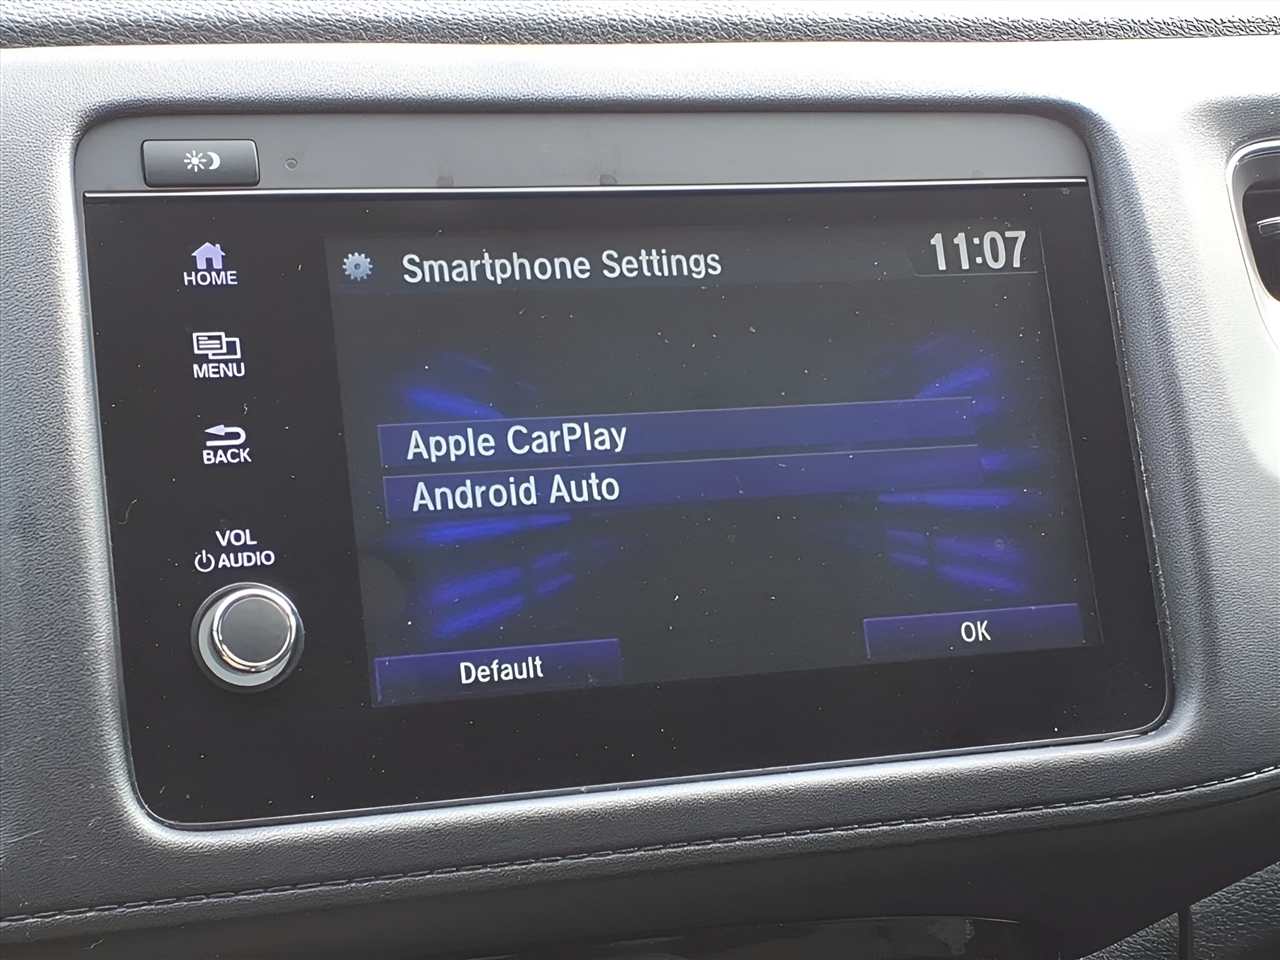 HOME
MENU
BACK
VOL
AUDIO
Smartphone Settings
11:07
Apple CarPlay
Android Auto
Default
OK